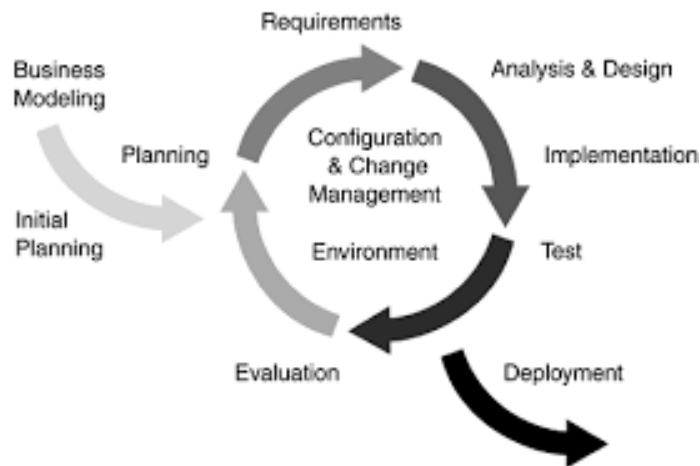 Requirements
Business
Modeling
Analysis & Design
Planning
Configuration
& Change
Management
Implementation
Initial
Planning
Environment
Test
Evaluation
Deployment